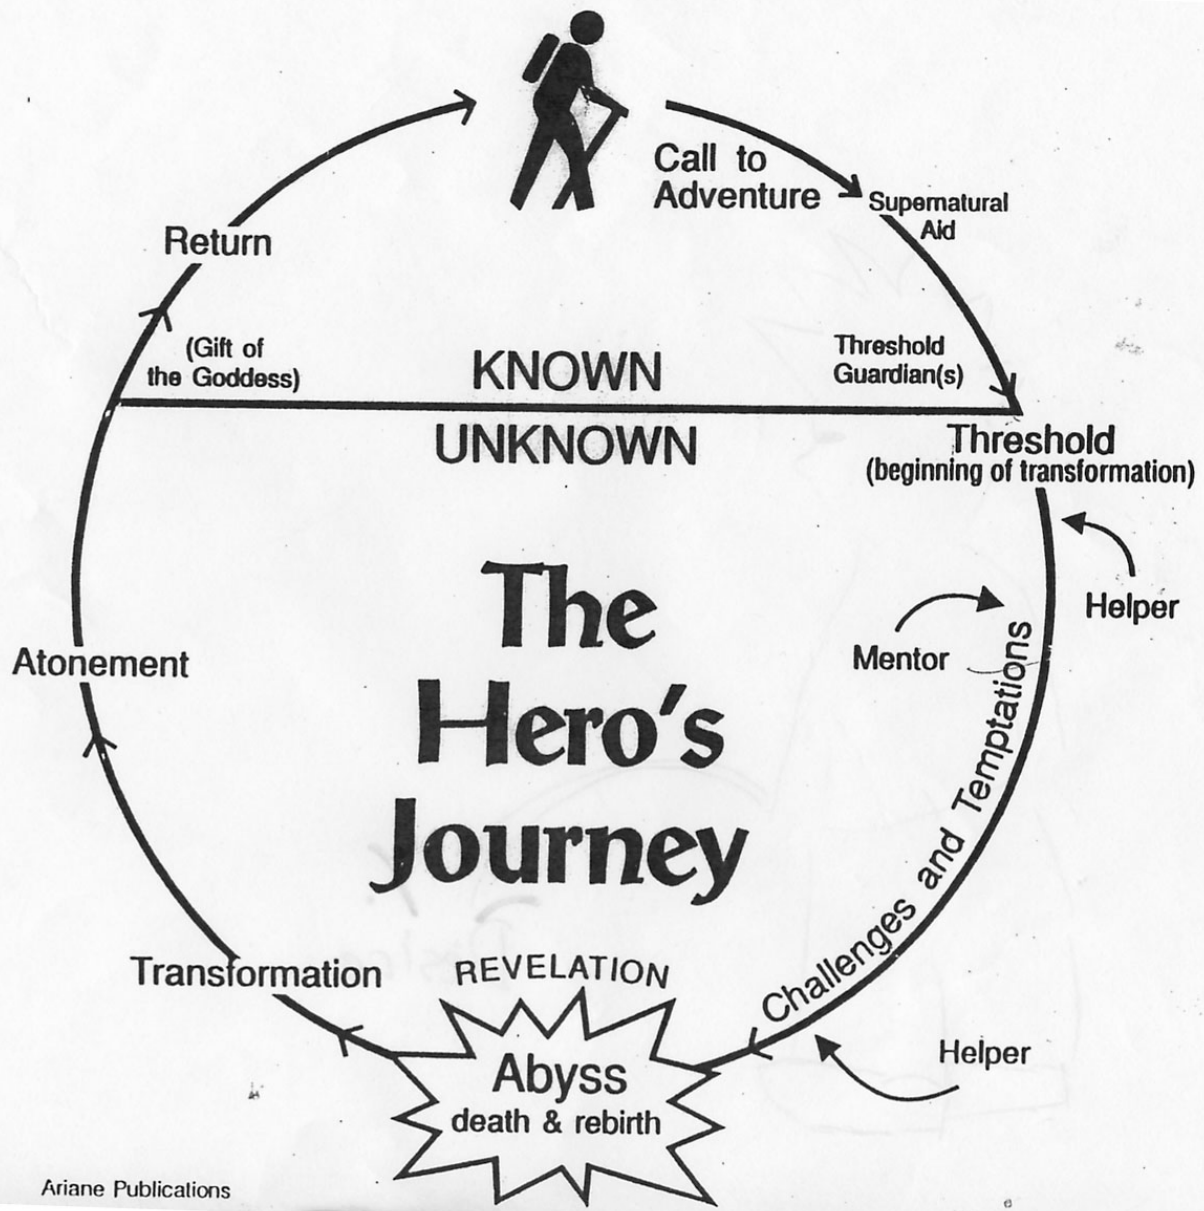 Call to
Adventure
Supernatural
Aid
Return
(Gift of
the Goddess)
KNOWN
Threshold
Guardian(s)
UNKNOWN
Threshold
(beginning of transformation)
Helper
Mentor
The
Hero's
Journey
Challenges and Temptations
Atonement
Transformation
REVELATION
Abyss
death & rebirth
Helper
Ariane Publications